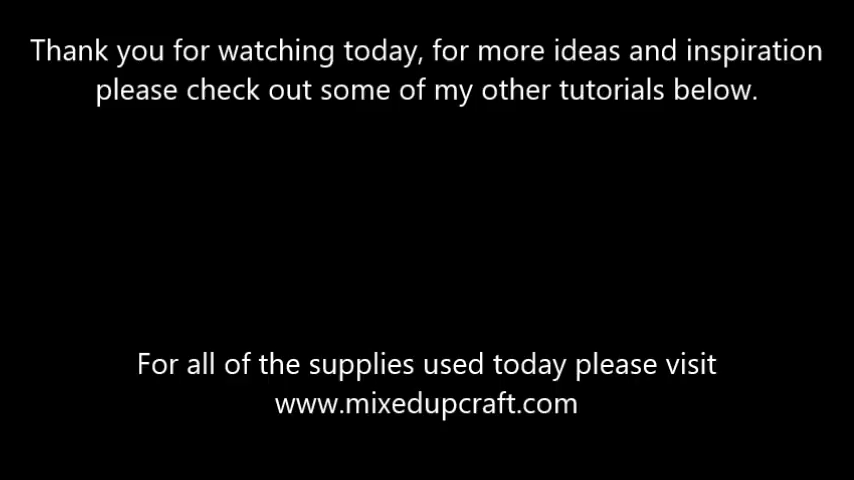 Thank you for watching today, for more ideas and inspiration
please check out some of my other tutorials below.
For all of the supplies used today please visit
www.mixedupcraft.com